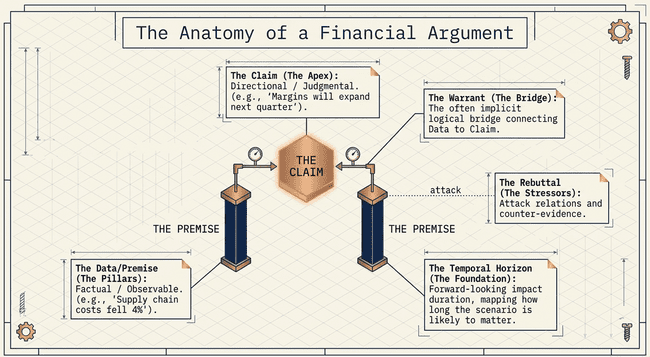 The Anatomy of a Financial Argument
The Claim (The Apex):
Directional / Judgmental.
(e.g., ‘Margins will expand
next quarter’).
The Warrant (The Bridge):
The often implicit
logical bridge connecting
Data to Claim.
THE
CLAIM
attack
The Rebuttal
(The Stressors):
Attack relations and
counter-evidence.
THE PREMISE
THE PREMISE
The Data/Premise
(The Pillars):
Factual / Observable.
(e.g., ‘Supply chain
costs fell 4%’).
The Temporal Horizon
(The Foundation):
Forward-looking impact
duration, mapping how
long the scenario is
likely to matter.